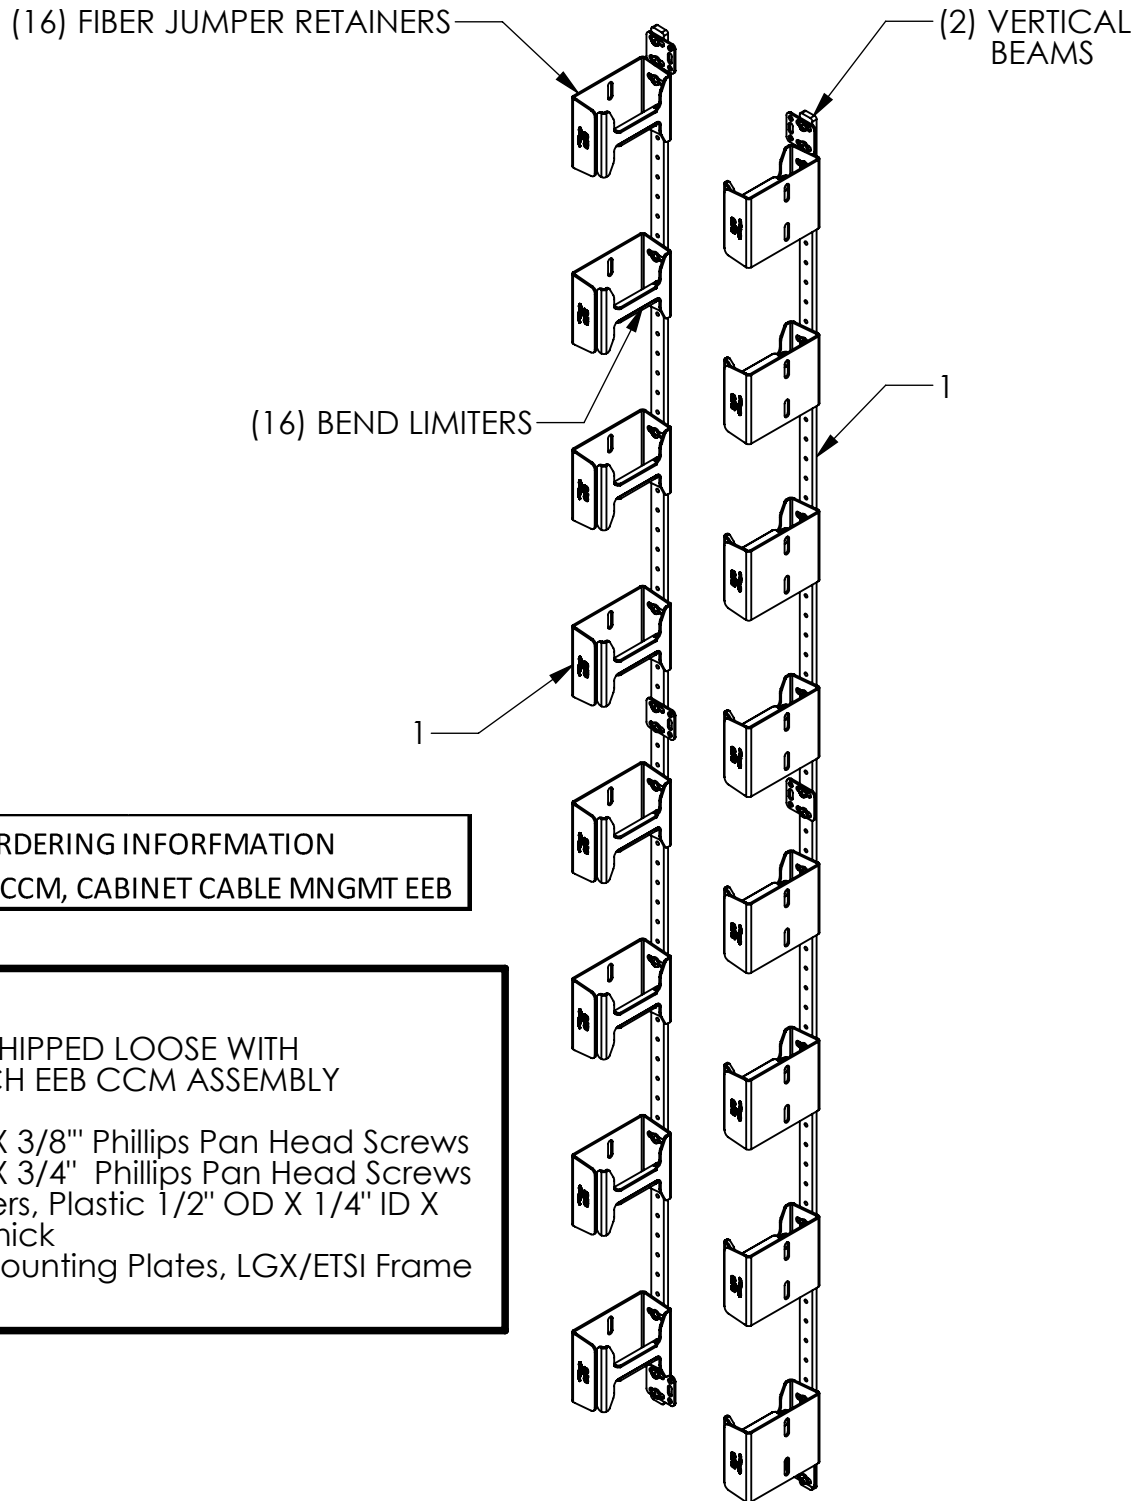 (16) FIBER JUMPER RETAINERS
(2) VERTICAL
BEAMS
(16) BEND LIMITERS
1
1
RDERING INFORFMATION
CCM, CABINET CABLE MNGMT EEB
HIPPED LOOSE WITH
CH EEB CCM ASSEMBLY
X 3/8"' Phillips Pan Head Screws
X 3/4" Phillips Pan Head Screws
ers, Plastic 1/2" OD X 1/4" ID X
hick
ounting Plates, LGX/ETSI Frame